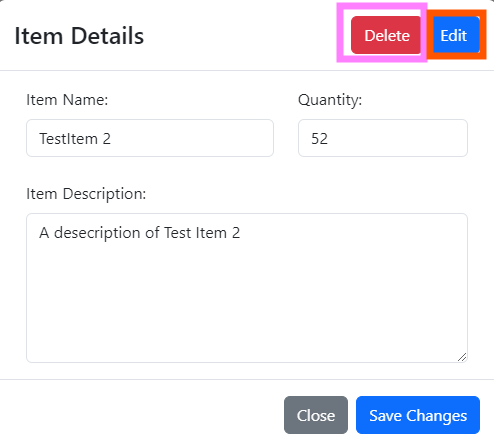 Item Details Delete Edit
Item Name: Quantity:
TestItem 2 52
Item Description:
A desecription of Test Item 2
Close Save Changes